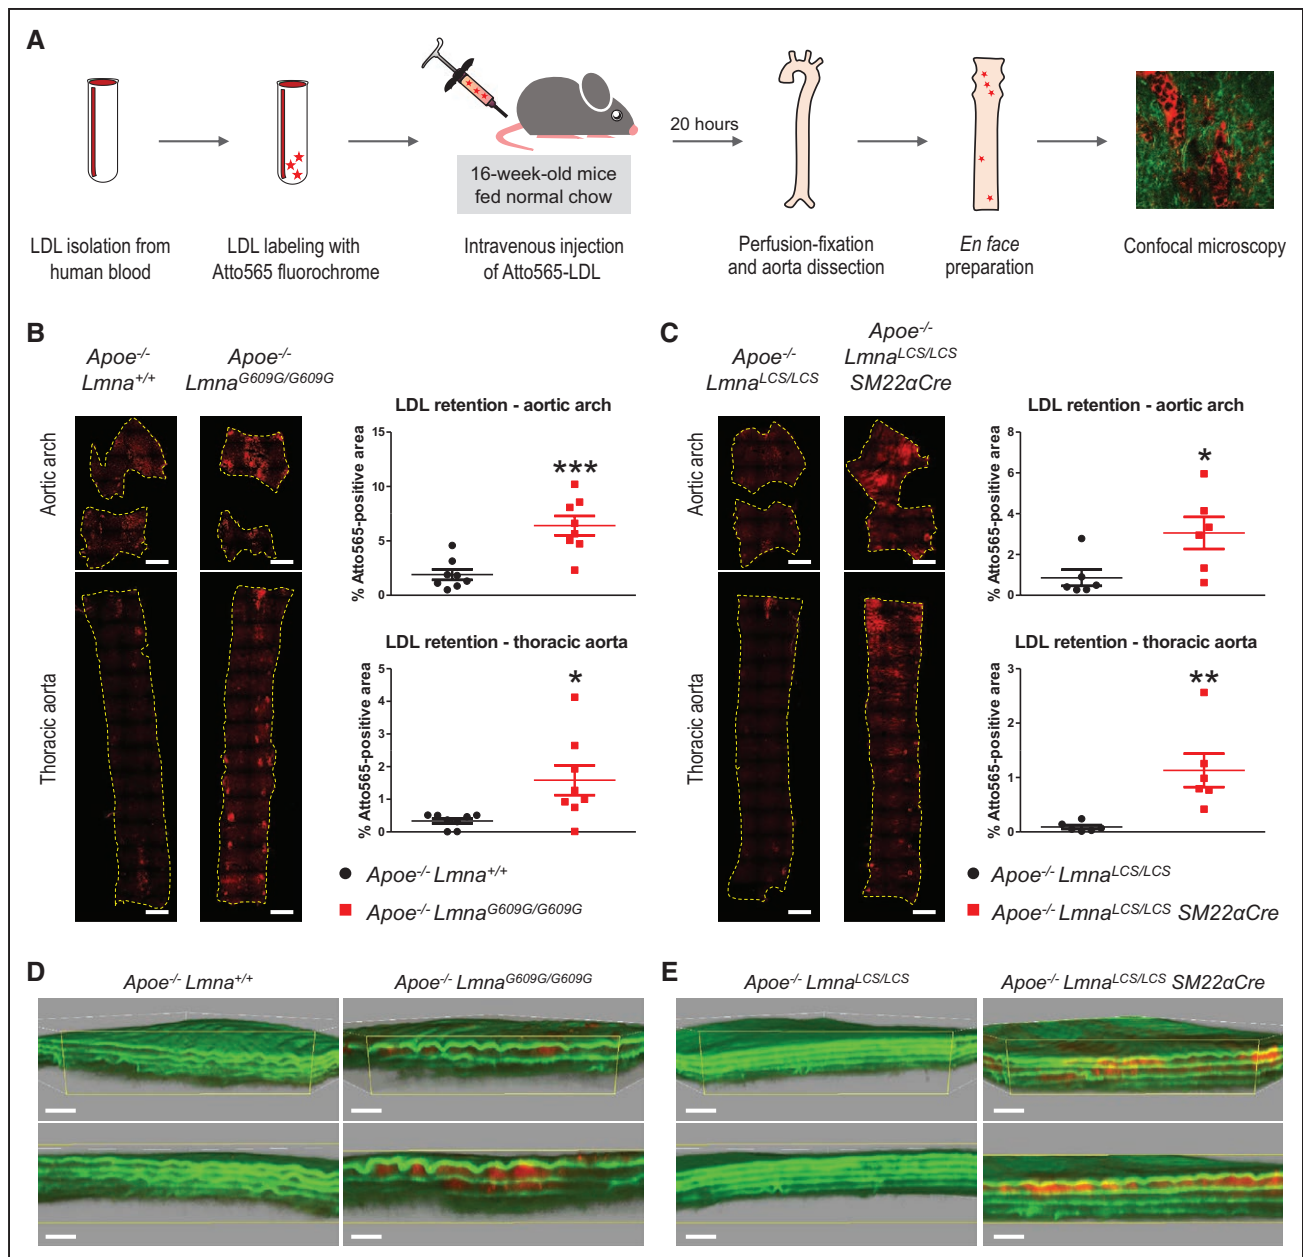 A
20 hours
16-week-old mice
fed normal chow
LDL isolation from
human blood
LDL labeling with
Atto565 fluorochrome
Intravenous injection
of Atto565-LDL
Perfusion-fixation
and aorta dissection
En face
preparation
Confocal microscopy
B
Apoe-/-
Lmna+/+
Apoe-/-
LmnaG609G/G609G
Aortic arch
Thoracic aorta
LDL retention - aortic arch
% Atto565-positive area
15
10
5
0
***
LDL retention - thoracic aorta
% Atto565-positive area
5
4
3
2
1
0
*
Apoe-/- Lmna+/+
Apoe-/- LmnaG609G/G609G
C
Apoe-/-
LmnaLCS/LCS
Apoe-/-
LmnaLCS/LCS
SM22αCre
Aortic arch
Thoracic aorta
LDL retention - aortic arch
% Atto565-positive area
8
6
4
2
0
*
LDL retention - thoracic aorta
% Atto565-positive area
3
2
1
0
**
Apoe-/- LmnaLCS/LCS
Apoe-/- LmnaLCS/LCS SM22αCre
D
Apoe-/- Lmna+/+
Apoe-/- LmnaG609G/G609G
E
Apoe-/- LmnaLCS/LCS
Apoe-/- LmnaLCS/LCS SM22αCre